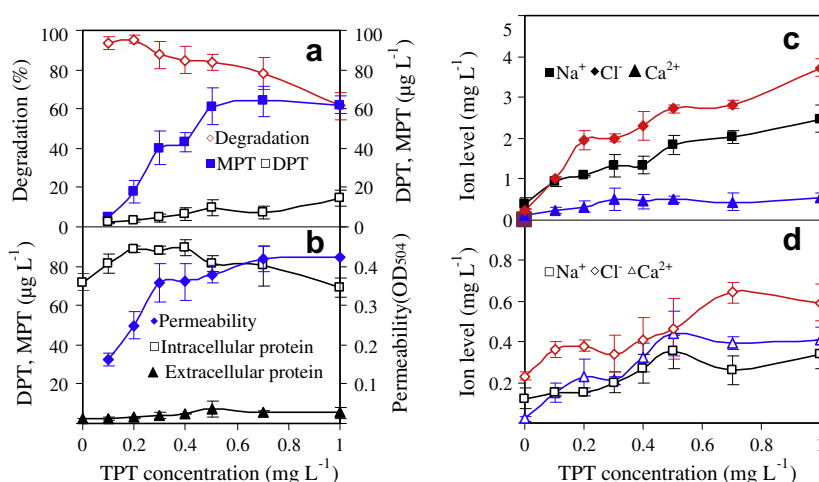 a
Degradation (%)
100
80
60
40
20
0
DPT, MPT (µg L⁻¹)
100
80
60
40
20
0
Degradation
MPT DPT
b
DPT, MPT (µg L⁻¹)
80
60
40
20
Permeability(OD504)
0.4
0.3
0.2
0.1
Permeability
Intracellular protein
Extracellular protein
0 0.2 0.4 0.6 0.8 1
TPT concentration (mg L⁻¹)
c
Ion level (mg L⁻¹)
5
4
3
2
1
0
Na⁺ Cl⁻ Ca²⁺
d
Ion level (mg L⁻¹)
0.8
0.6
0.4
0.2
Na⁺ Cl⁻ Ca²⁺
0 0.2 0.4 0.6 0.8 1
TPT concentration (mg L⁻¹)